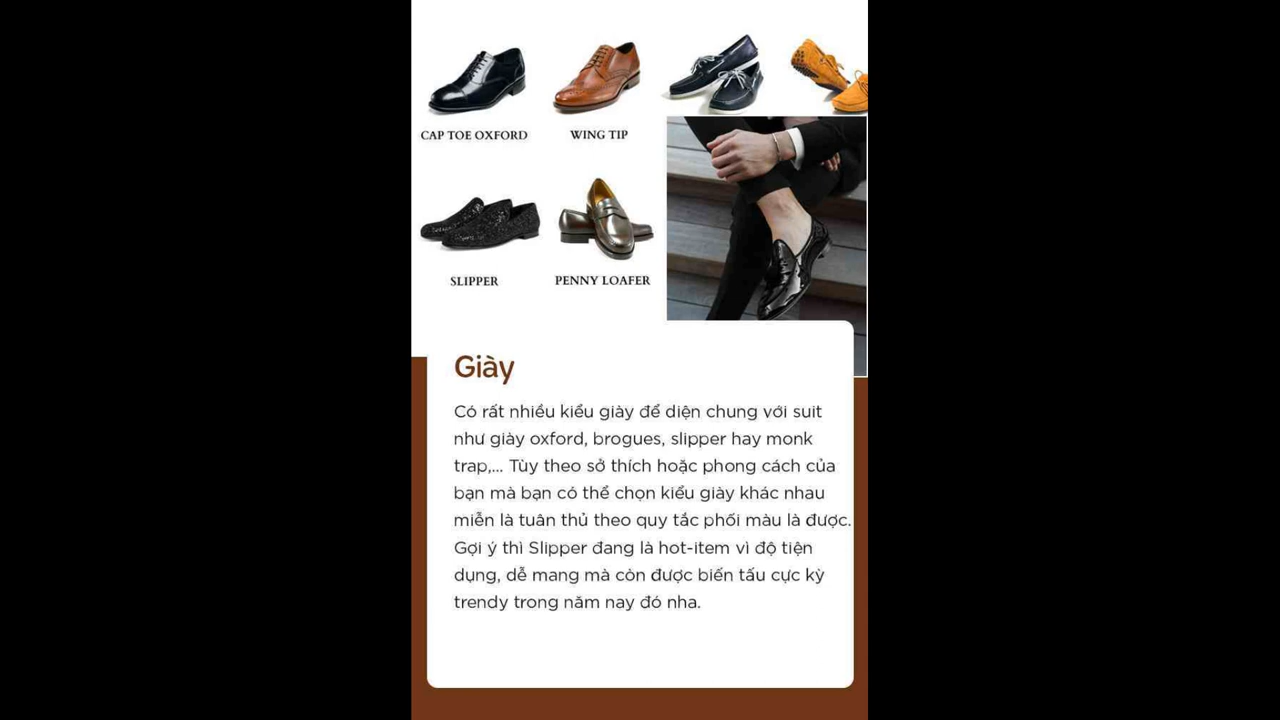 CAP TOE OXFORD
WING TIP
SLIPPER
PENNY LOAFER
Giày
Có rất nhiều kiểu giày để diện chung với suit
như giày oxford, brogues, slipper hay monk
trap,... Tùy theo sở thích hoặc phong cách của
bạn mà bạn có thể chọn kiểu giày khác nhau
miễn là tuân thủ theo quy tắc phối màu là được.
Gợi ý thì Slipper đang là hot-item vì độ tiện
dụng, dễ mang mà còn được biến tấu cực kỳ
trendy trong năm nay đó nha.